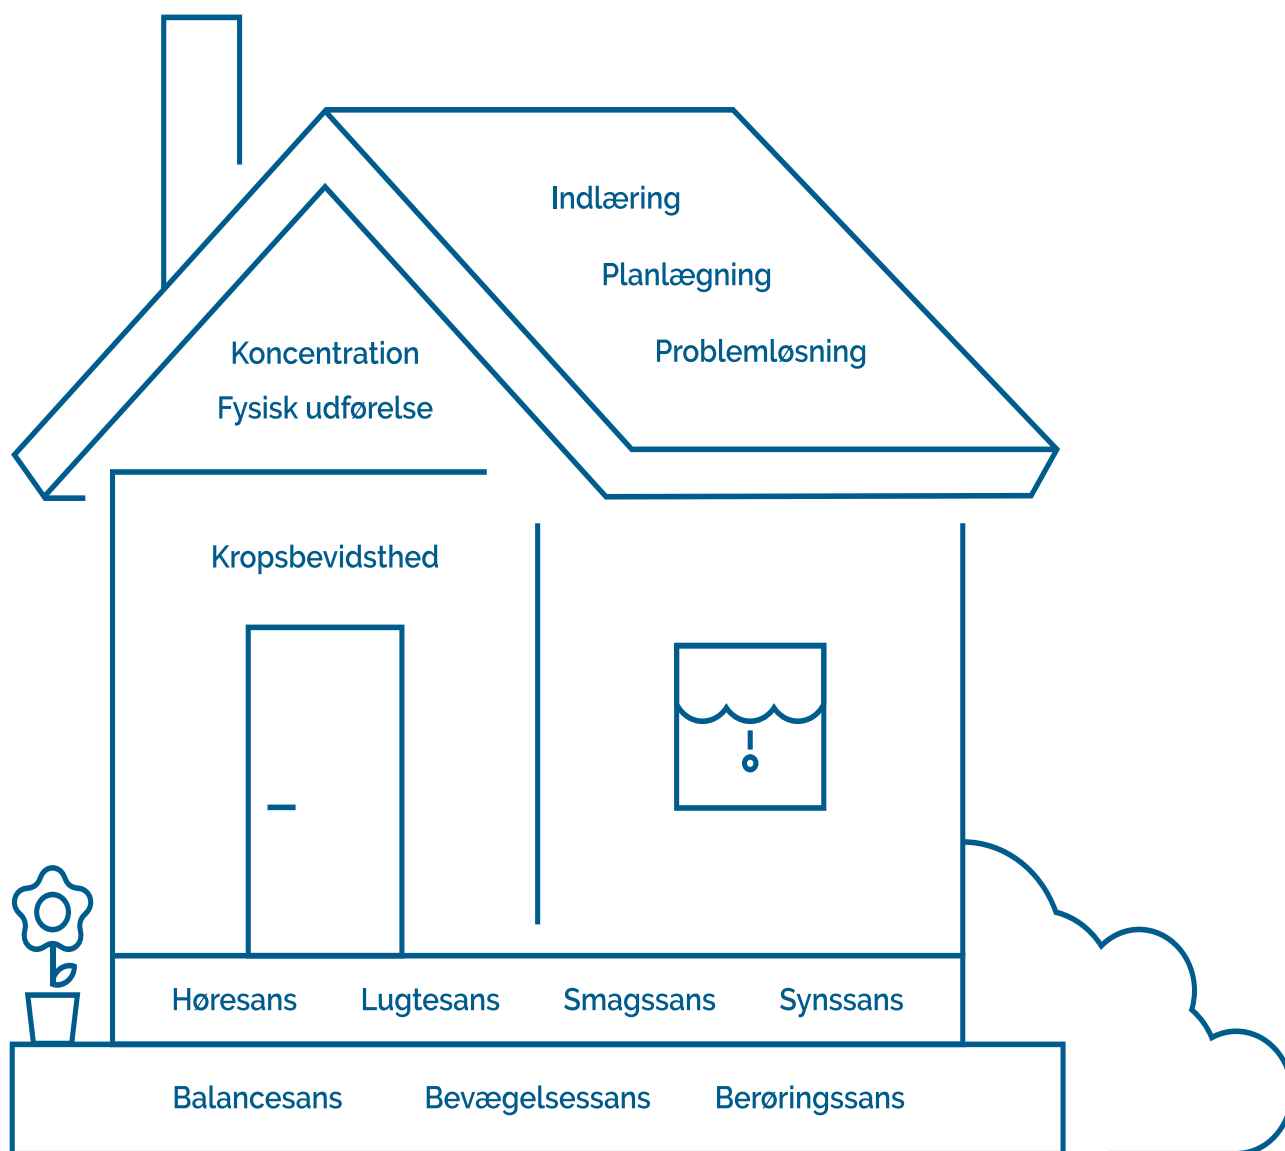 Indlæring
Planlægning
Problemløsning
Koncentration
Fysisk udførelse
Kropsbevidsthed
Høresans Lugtesans Smagssans Synssans
Balancesans Bevægelsessans Berøringssans